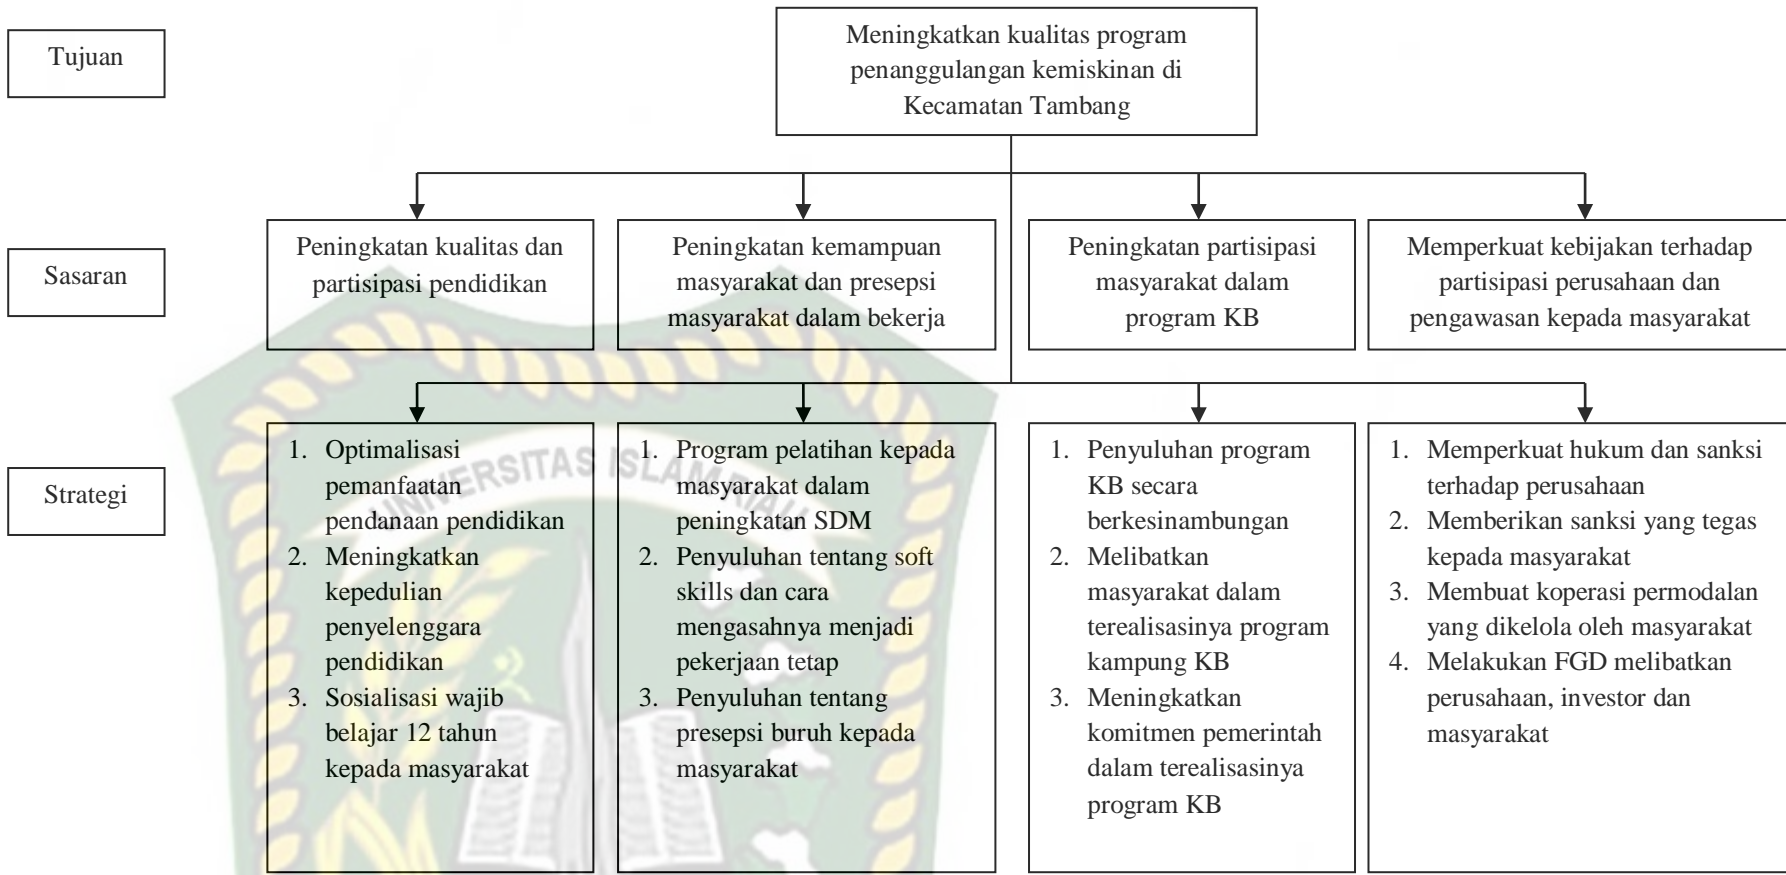 Tujuan
Meningkatkan kualitas program
penanggulangan kemiskinan di
Kecamatan Tambang
Sasaran
Peningkatan kualitas dan
partisipasi pendidikan
Peningkatan kemampuan
masyarakat dan presepsi
masyarakat dalam bekerja
Peningkatan partisipasi
masyarakat dalam
program KB
Memperkuat kebijakan terhadap
partisipasi perusahaan dan
pengawasan kepada masyarakat
Strategi
1. Optimalisasi
pemanfaatan
pendanaan pendidikan
2. Meningkatkan
kepedulian
penyelenggara
pendidikan
3. Sosialisasi wajib
belajar 12 tahun
kepada masyarakat
1. Program pelatihan kepada
masyarakat dalam
peningkatan SDM
2. Penyuluhan tentang soft
skills dan cara
mengasahnya menjadi
pekerjaan tetap
3. Penyuluhan tentang
presepsi buruh kepada
masyarakat
1. Penyuluhan program
KB secara
berkesinambungan
2. Melibatkan
masyarakat dalam
terealisasinya program
kampung KB
3. Meningkatkan
komitmen pemerintah
dalam terealisasinya
program KB
1. Memperkuat hukum dan sanksi
terhadap perusahaan
2. Memberikan sanksi yang tegas
kepada masyarakat
3. Membuat koperasi permodalan
yang dikelola oleh masyarakat
4. Melakukan FGD melibatkan
perusahaan, investor dan
masyarakat
UNIVERSITAS ISLAM RIAU